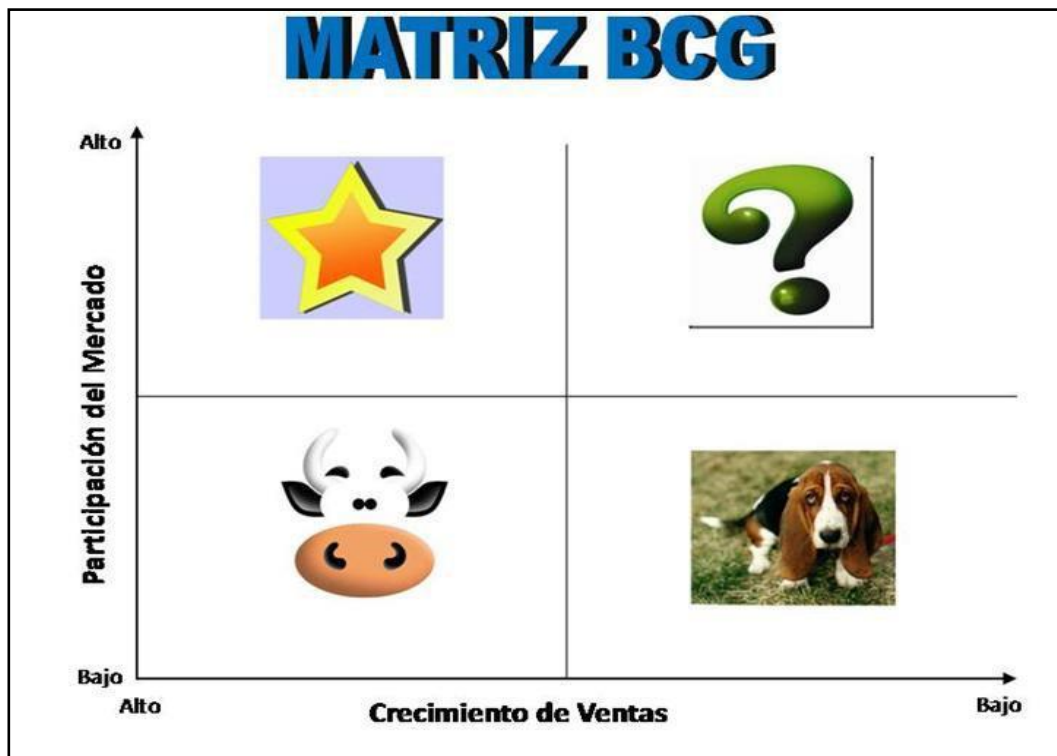 MATRIZ BCG
Alto
Participación del Mercado
Bajo
Alto
Crecimiento de Ventas
Bajo